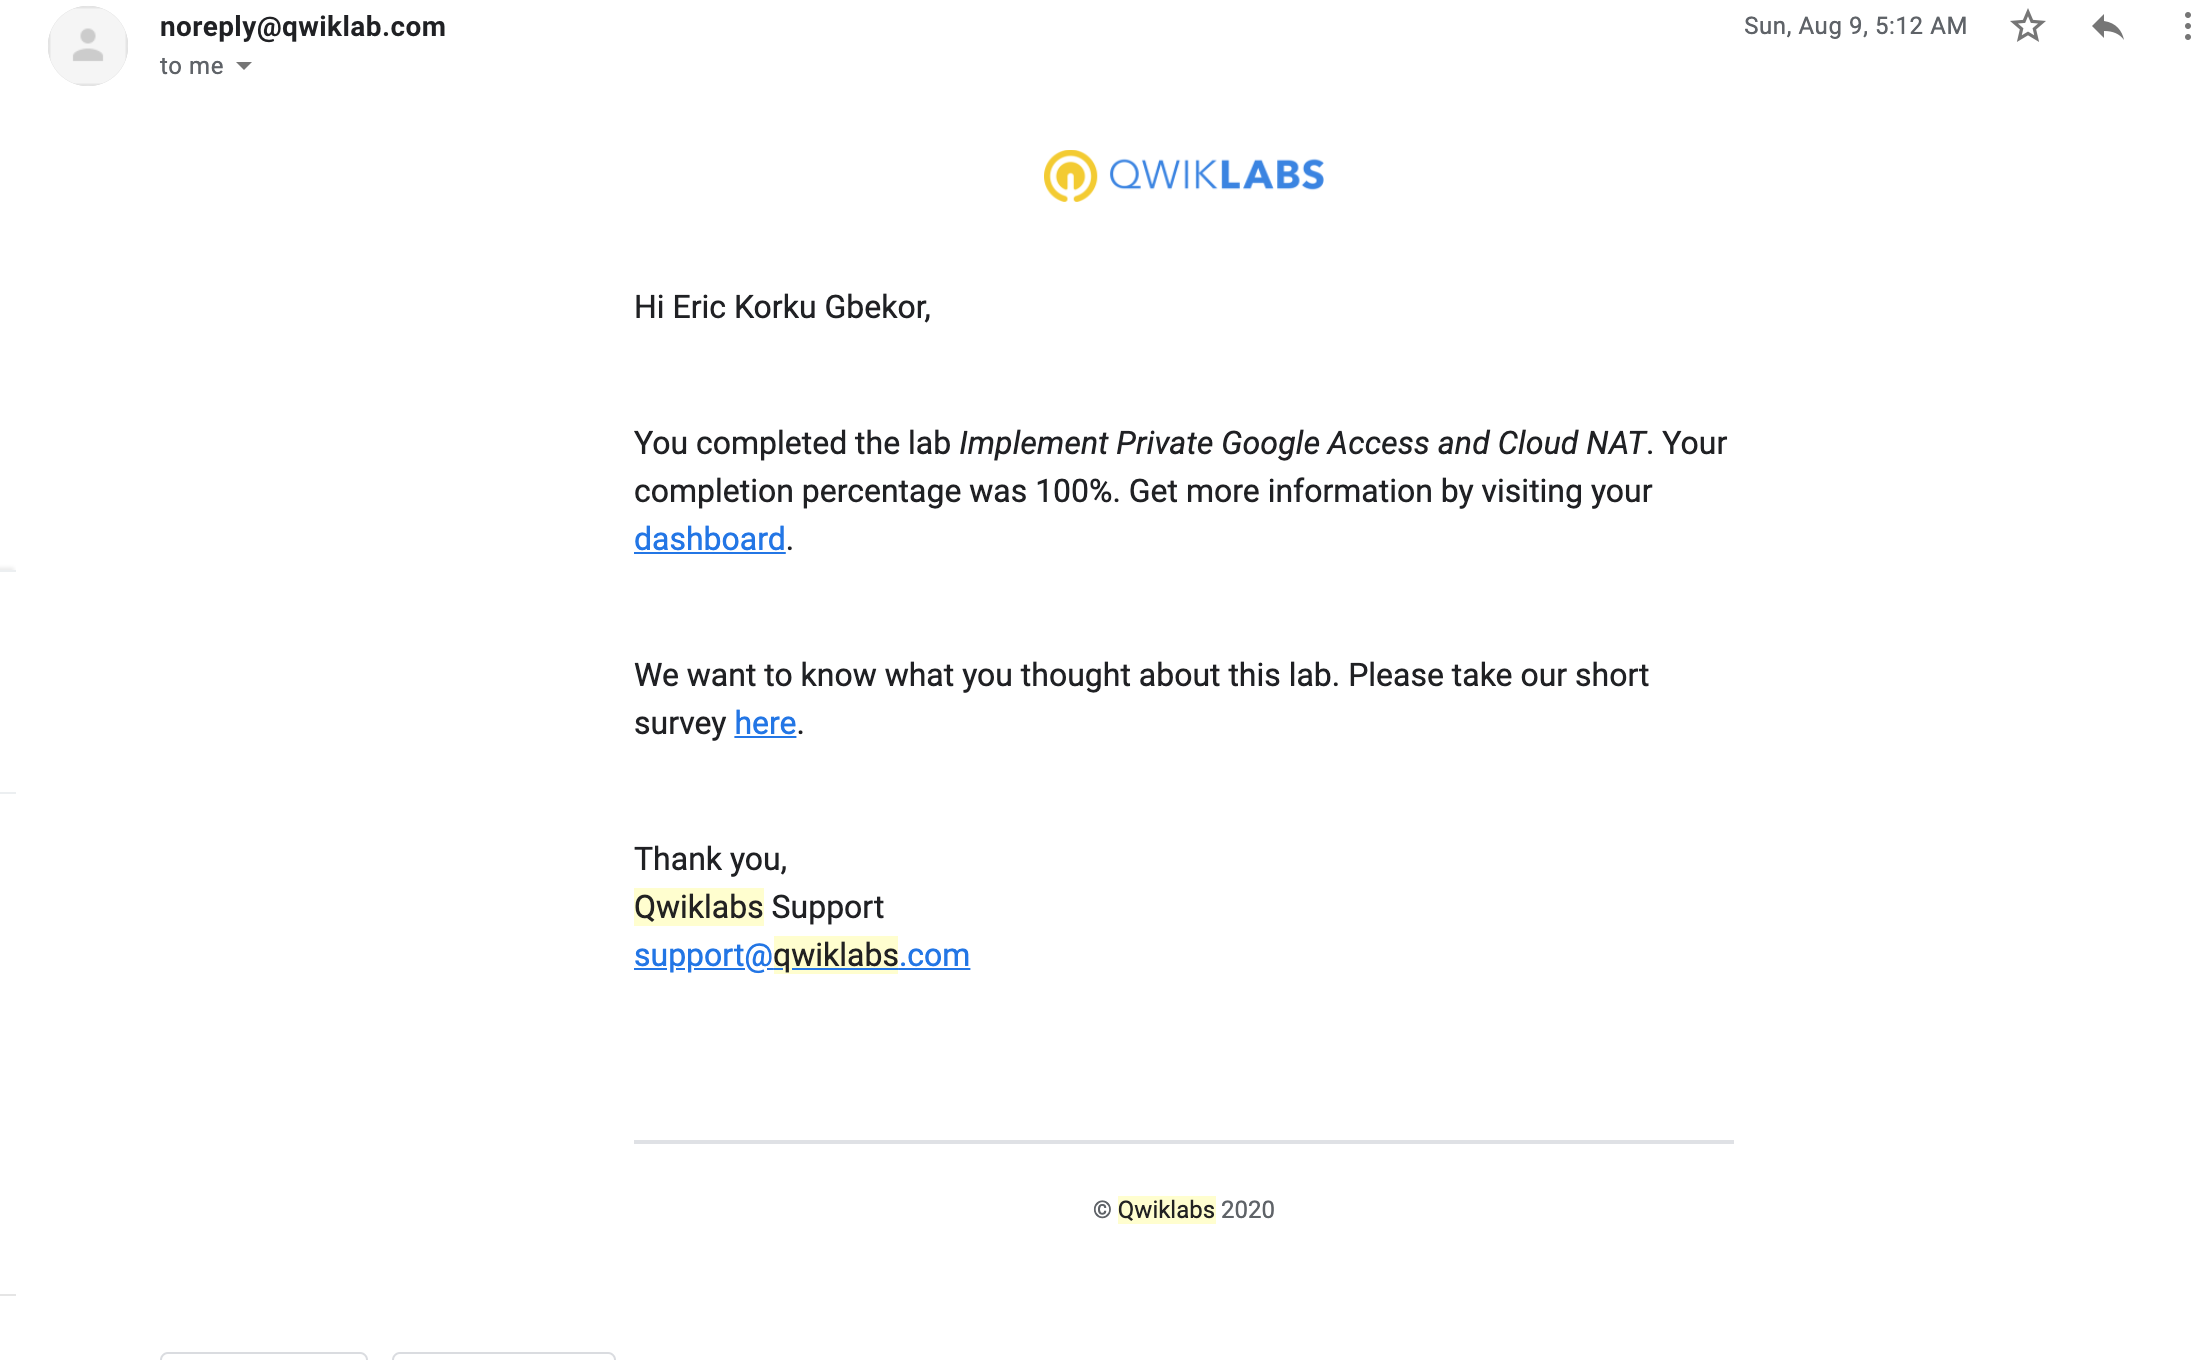 noreply@qwiklab.com
Sun, Aug 9, 5:12 AM
to me
QWIKLABS
Hi Eric Korku Gbekor,
You completed the lab Implement Private Google Access and Cloud NAT. Your
completion percentage was 100%. Get more information by visiting your
dashboard.
We want to know what you thought about this lab. Please take our short
survey here.
Thank you,
Qwiklabs Support
support@qwiklabs.com
© Qwiklabs 2020